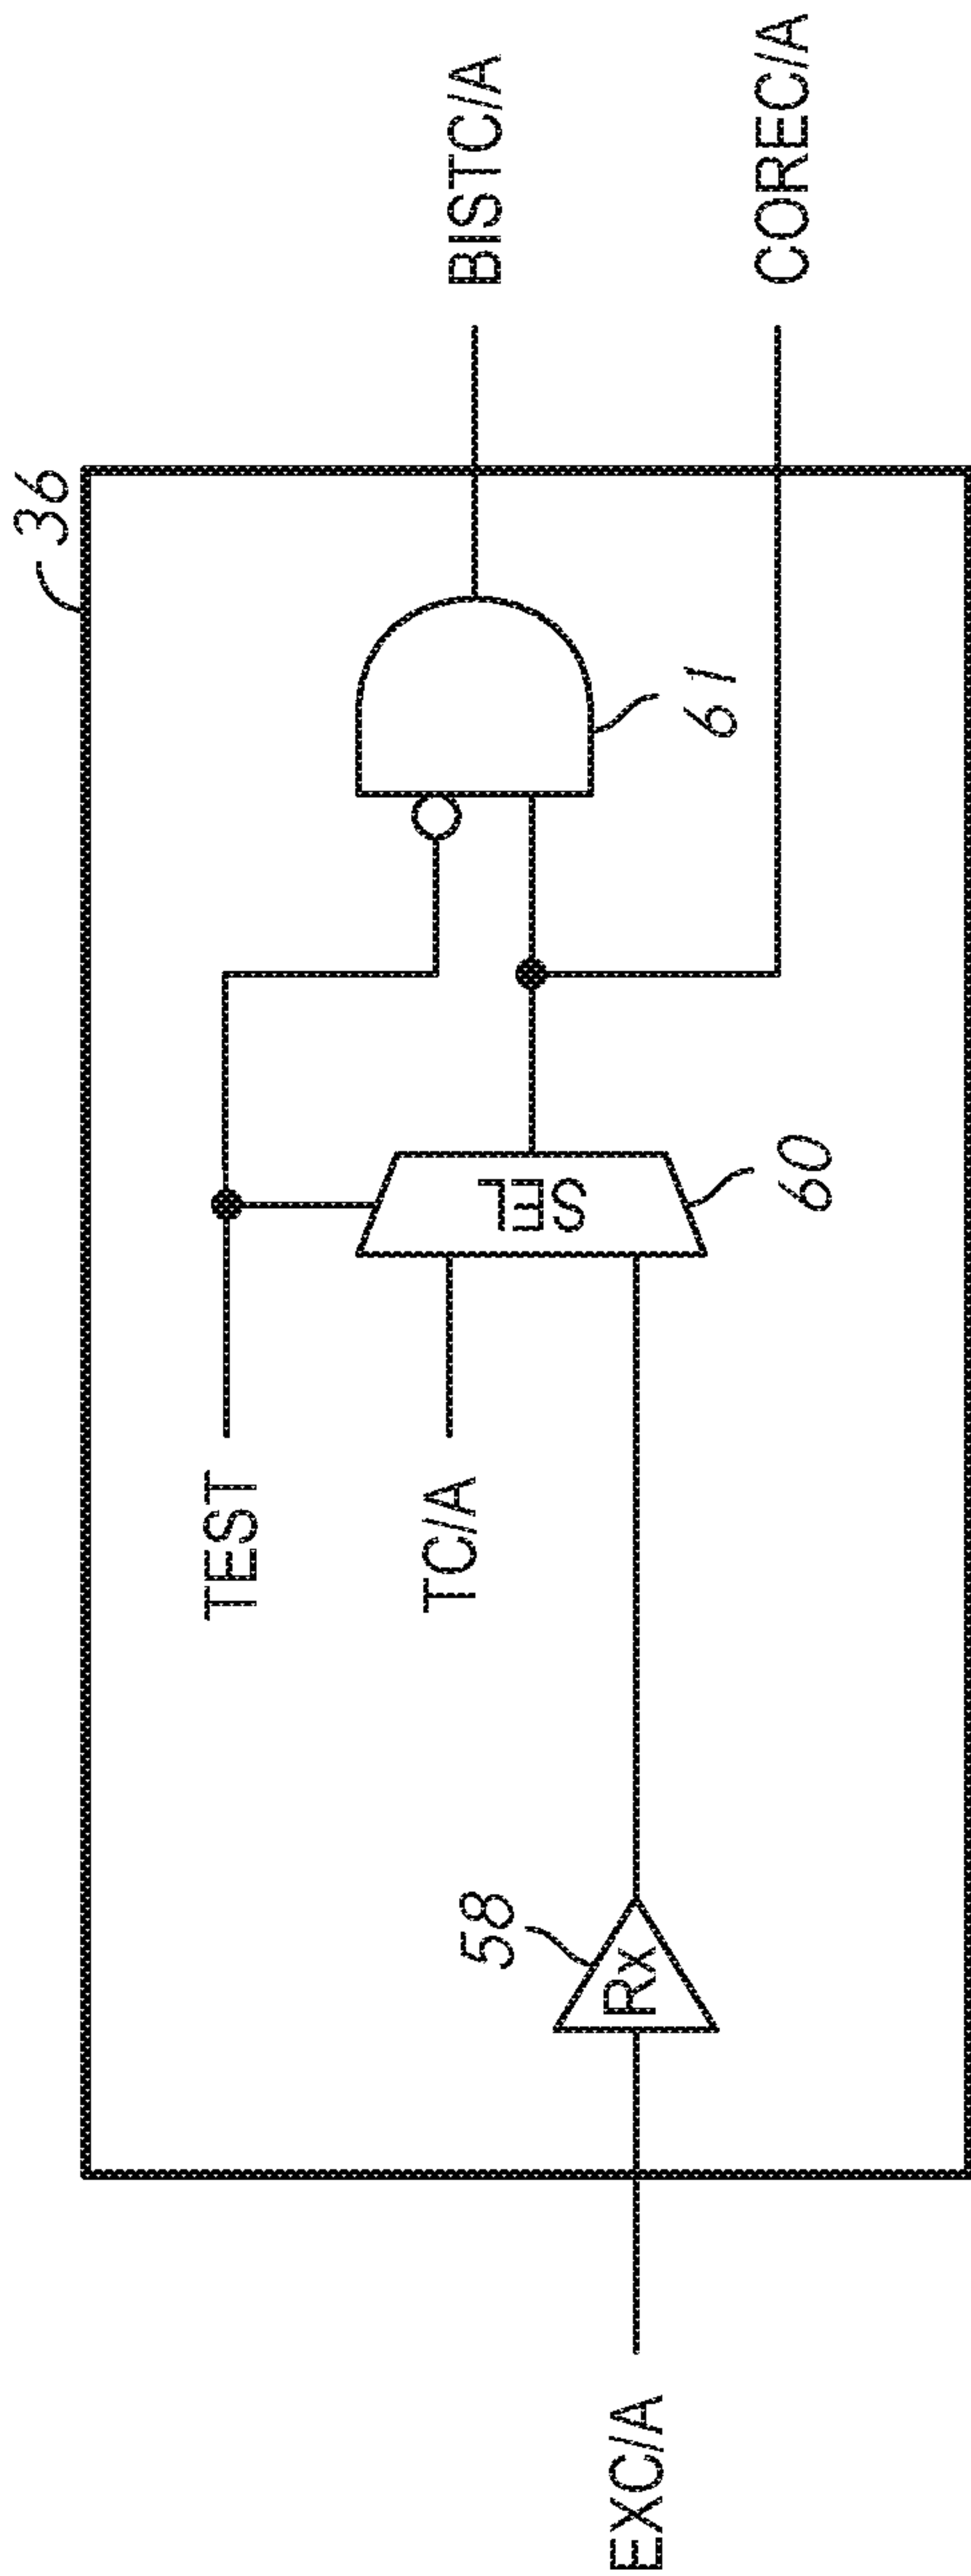 36
TEST
TC/A
EXC/A
58
Rx
SEL
60
61
BISTC/A
COREC/A